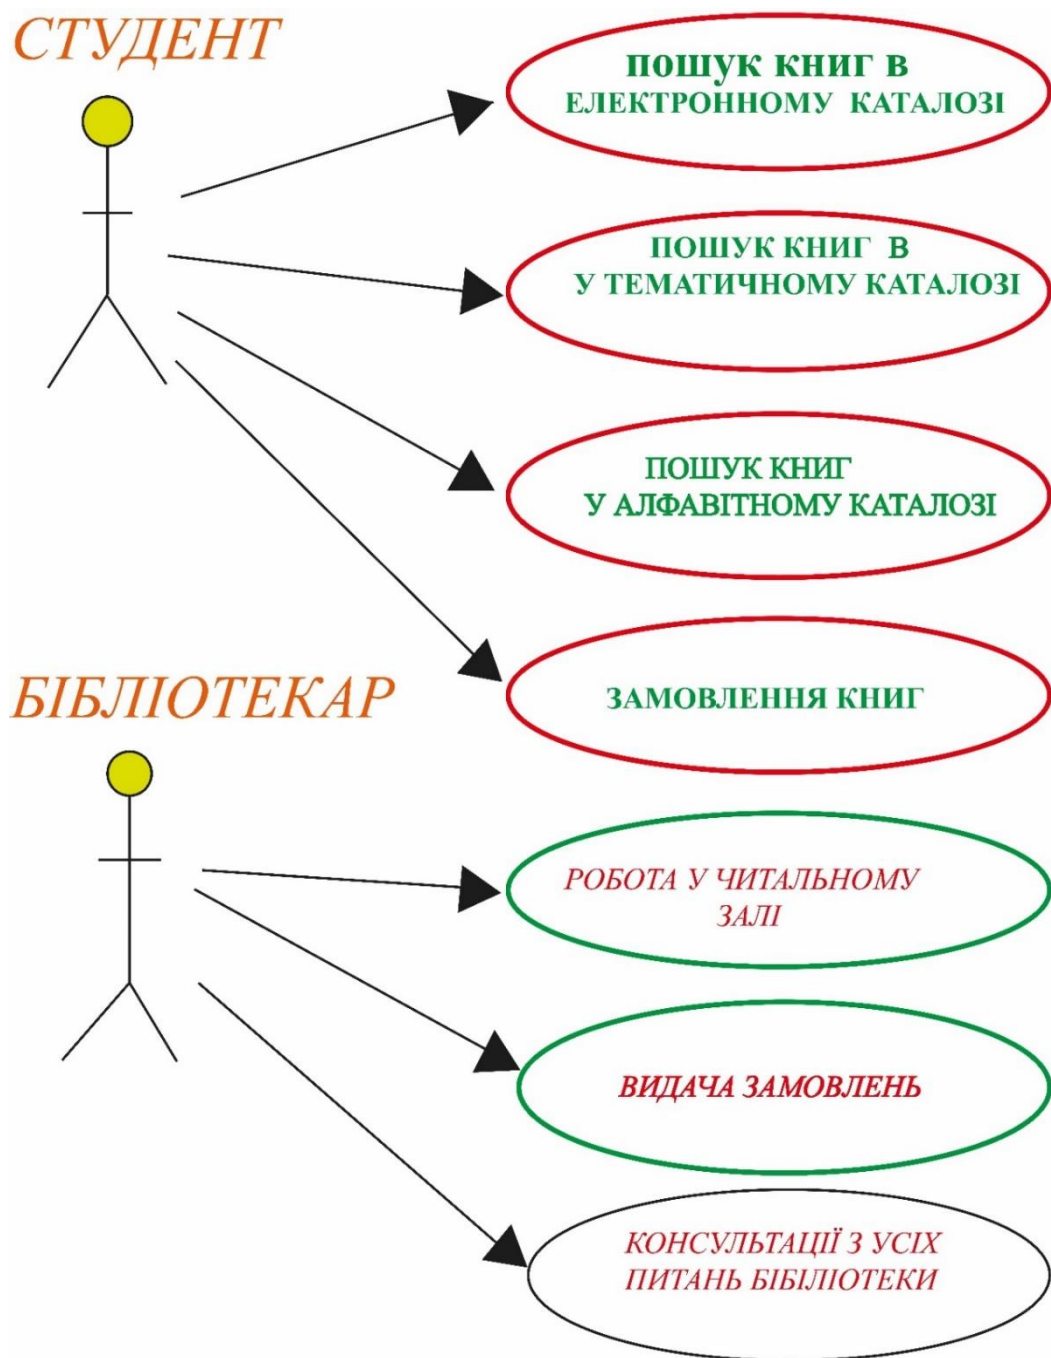 СТУДЕНТ
ПОШУК КНИГ В
ЕЛЕКТРОННОМУ КАТАЛОЗІ
ПОШУК КНИГ В
У ТЕМАТИЧНОМУ КАТАЛОЗІ
ПОШУК КНИГ
У АЛФАВІТНОМУ КАТАЛОЗІ
ЗАМОВЛЕННЯ КНИГ
БІБЛІОТЕКАР
РОБОТА У ЧИТАЛЬНОМУ
ЗАЛІ
ВИДАЧА ЗАМОВЛЕНЬ
КОНСУЛЬТАЦІЇ З УСІХ
ПИТАНЬ БІБІЛІОТЕКИ